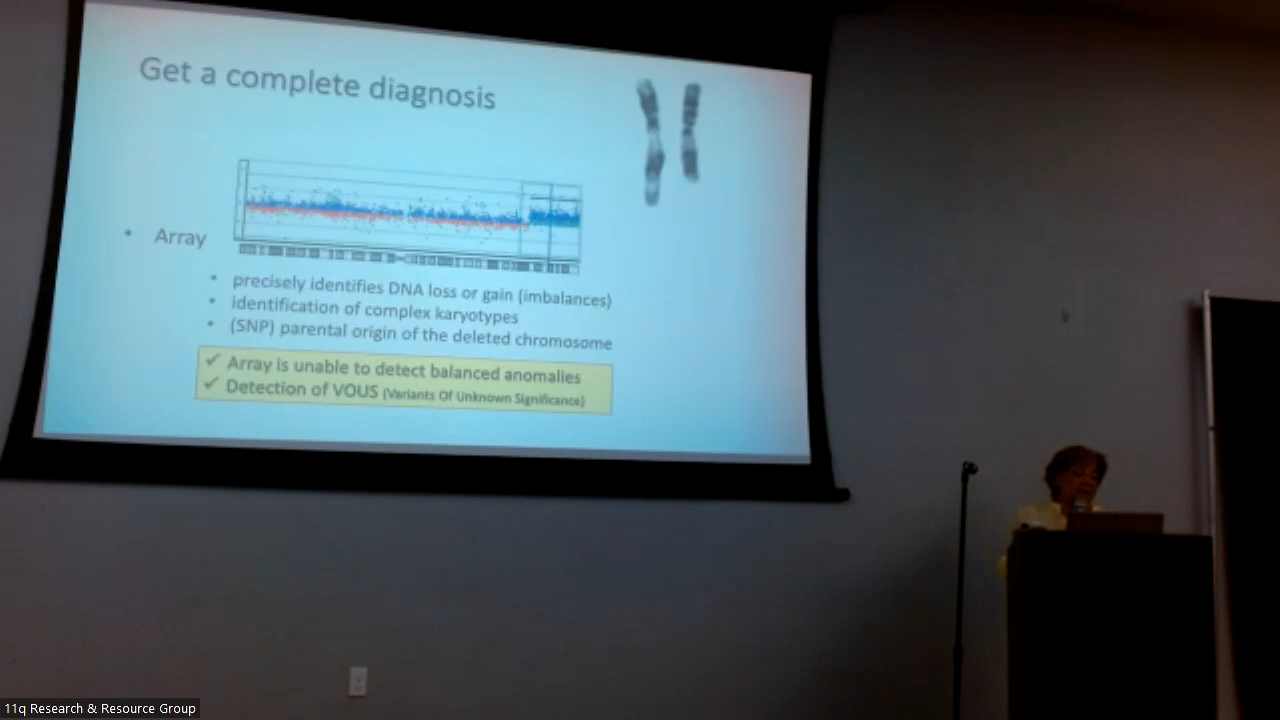 Get a complete diagnosis
• Array
• precisely identifies DNA loss or gain (imbalances)
• identification of complex karyotypes
• (SNP) parental origin of the deleted chromosome
✓ Array is unable to detect balanced anomalies
✓ Detection of VOUS (Variants Of Unknown Significance)
11q Research & Resource Group